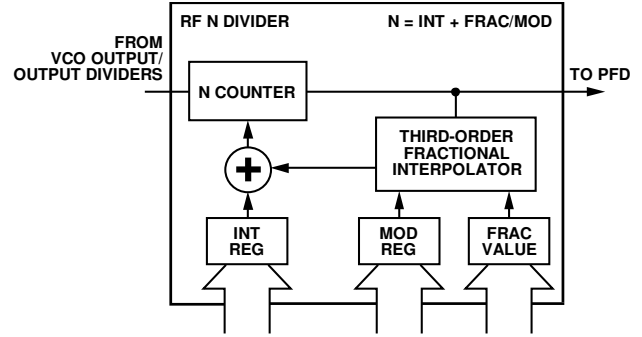 RF N DIVIDER
N = INT + FRAC/MOD
FROM
VCO OUTPUT/
OUTPUT DIVIDERS
N COUNTER
TO PFD
THIRD-ORDER
FRACTIONAL
INTERPOLATOR
+
INT
REG
MOD
REG
FRAC
VALUE